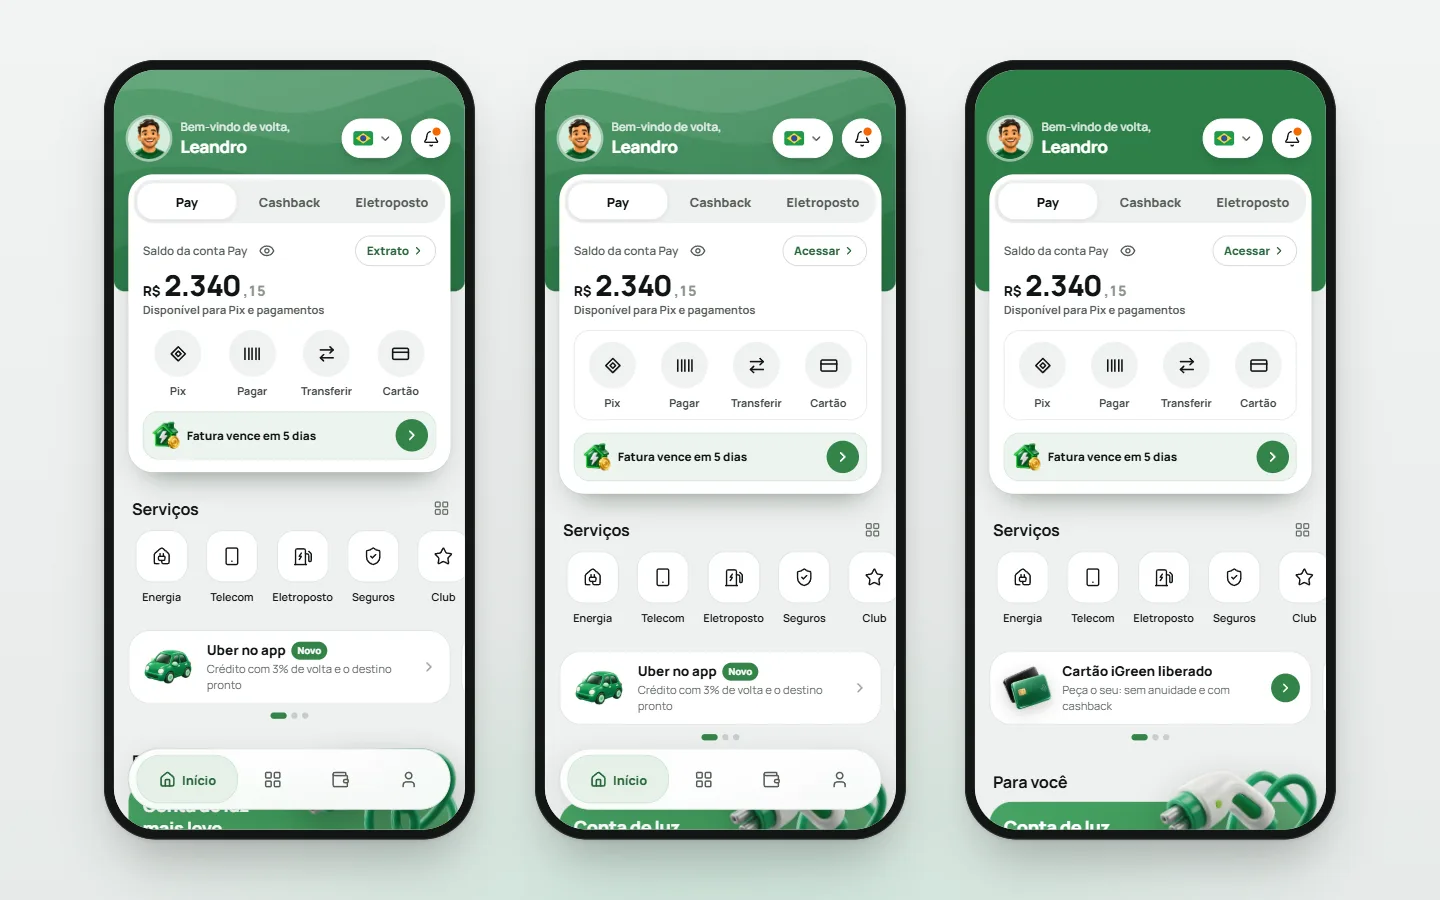 Bem-vindo de volta,
Leandro
Pay
Cashback
Eletroposto
Saldo da conta Pay
Extrato
R$ 2.340,15
Disponível para Pix e pagamentos
Pix
Pagar
Transferir
Cartão
Fatura vence em 5 dias
Serviços
Energia
Telecom
Eletroposto
Seguros
Club
Uber no app
Novo
Crédito com 3% de volta e o destino
pronto
Início
Conta de luz
mais leve
Bem-vindo de volta,
Leandro
Pay
Cashback
Eletroposto
Saldo da conta Pay
Acessar
R$ 2.340,15
Disponível para Pix e pagamentos
Pix
Pagar
Transferir
Cartão
Fatura vence em 5 dias
Serviços
Energia
Telecom
Eletroposto
Seguros
Club
Uber no app
Novo
Crédito com 3% de volta e o destino
pronto
Início
Conta de luz
Bem-vindo de volta,
Leandro
Pay
Cashback
Eletroposto
Saldo da conta Pay
Acessar
R$ 2.340,15
Disponível para Pix e pagamentos
Pix
Pagar
Transferir
Cartão
Fatura vence em 5 dias
Serviços
Energia
Telecom
Eletroposto
Seguros
Club
Cartão iGreen liberado
Peça o seu: sem anuidade e com
cashback
Para você
Conta de luz